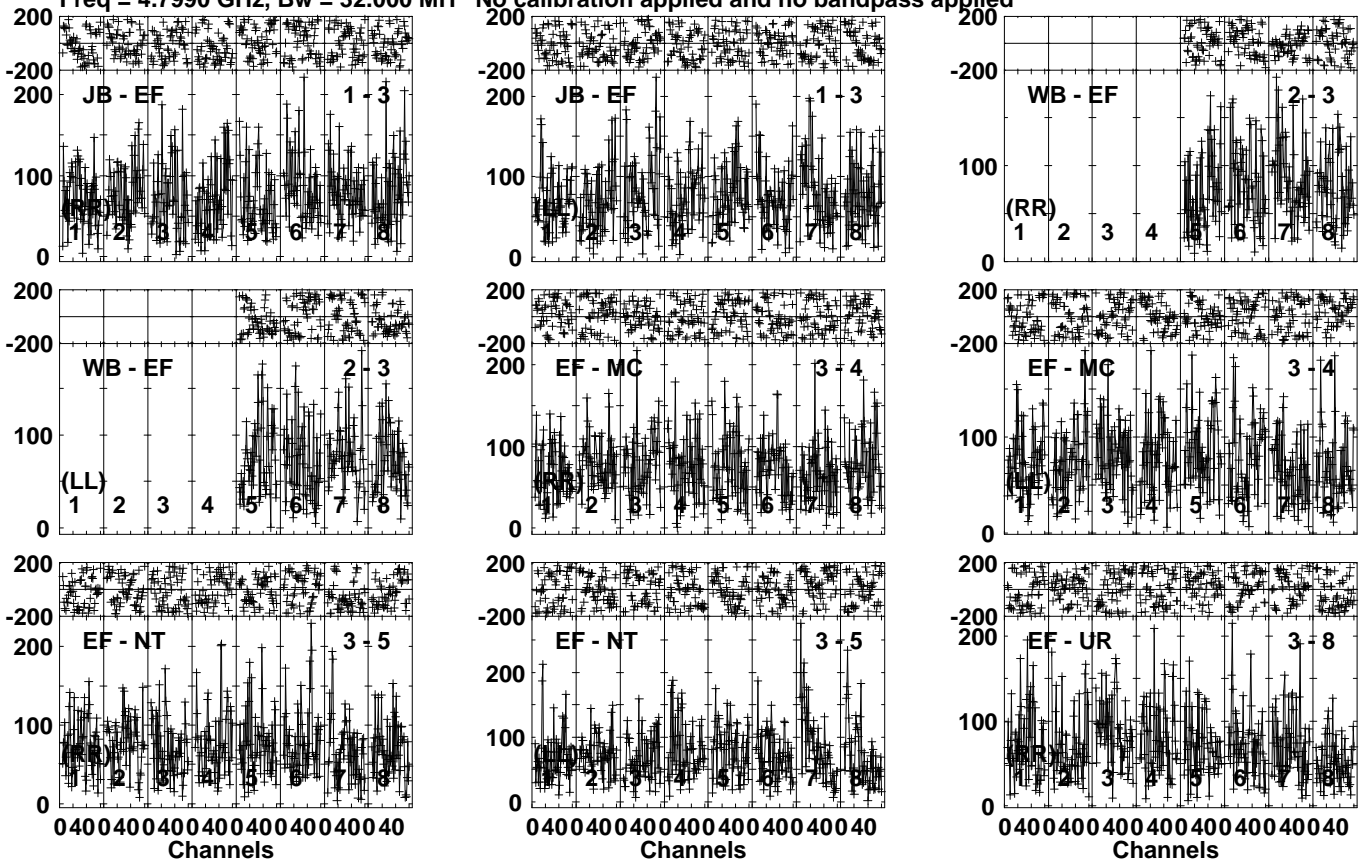 Freq = 4.7990 GHz, Bw = 32.000 MH No calibration applied and no bandpass applied
200 200 200
-200 -200 -200
200 JB - EF 1 - 3 200 JB - EF 1 - 3 200 WB - EF 2 - 3
100 100 100
(RR) (LL) (RR)
1 2 3 4 5 6 7 8 1 2 3 4 5 6 7 8 1 2 3 4 5 6 7 8
0 0 0
200 200 200
-200 -200 -200
WB - EF 2 - 3 200 EF - MC 3 - 4 EF - MC 3 - 4
100 100 100
(LL) (RR) (LL)
1 2 3 4 5 6 7 8 1 2 3 4 5 6 7 8 1 2 3 4 5 6 7 8
0 0 0
200 200 200
-200 -200 -200
200 EF - NT 3 - 5 200 EF - NT 3 - 5 200 EF - UR 3 - 8
100 100 100
(RR) (LL) (RR)
1 2 3 4 5 6 7 8 1 2 3 4 5 6 7 8 1 2 3 4 5 6 7 8
0 0 0
0 40 0 40 0 40 0 40 0 40 0 40 0 40 0 40 0 40 0 40 0 40 0 40 0 40 0 40 0 40 0 40 0 40 0 40 0 40 0 40 0 40 0 40 0 40 0 40
Channels Channels Channels